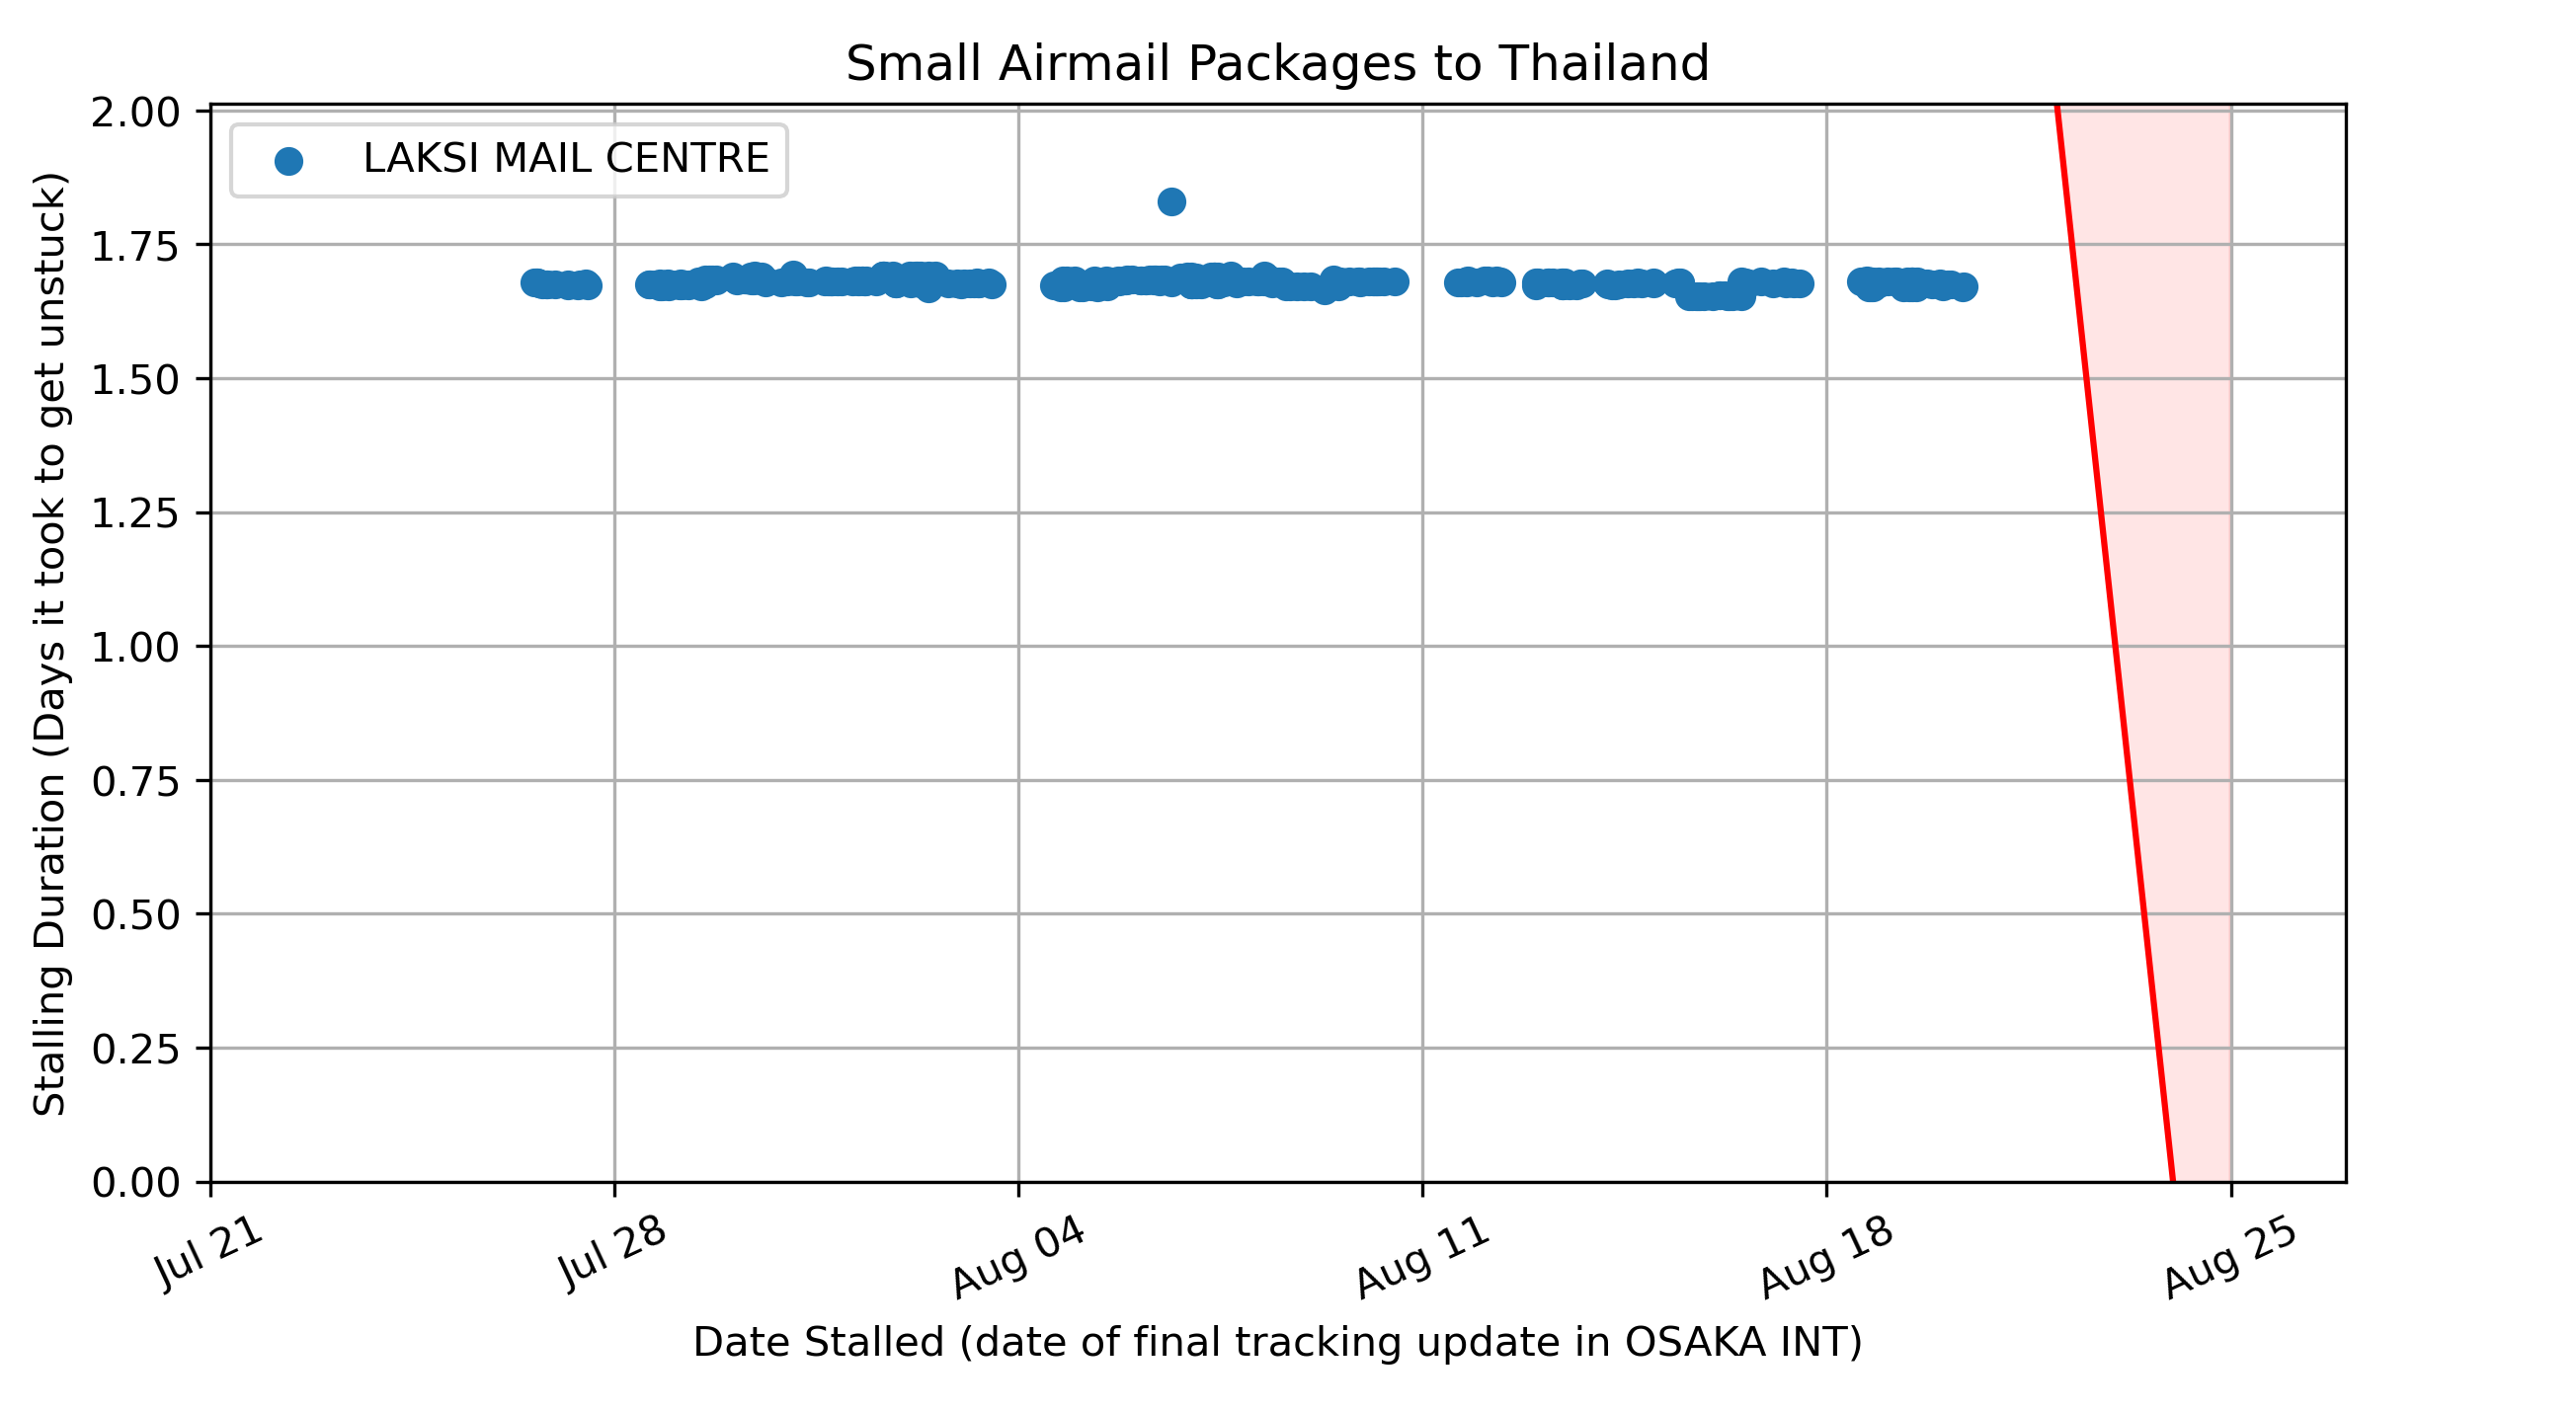 Small Airmail Packages to Thailand
LAKSI MAIL CENTRE
Stalling Duration (Days it took to get unstuck)
2.00
1.75
1.50
1.25
1.00
0.75
0.50
0.25
0.00
Jul 21
Jul 28
Aug 04
Aug 11
Aug 18
Aug 25
Date Stalled (date of final tracking update in OSAKA INT)